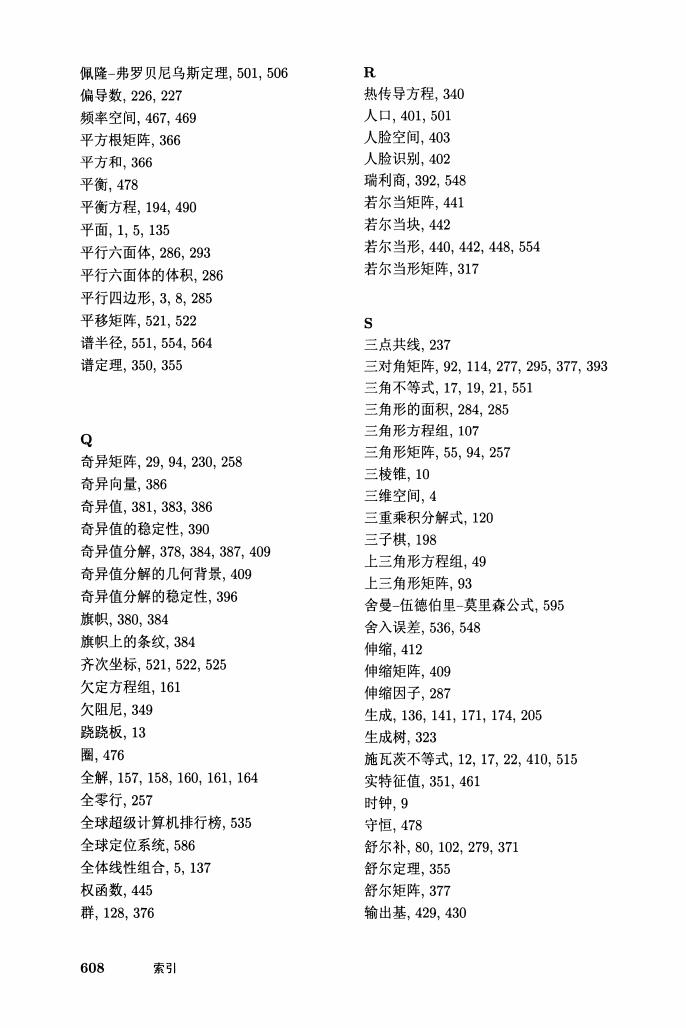 佩隆–弗罗贝尼乌斯定理, 501, 506
偏导数, 226, 227
频率空间, 467, 469
平方根矩阵, 366
平方和, 366
平衡, 478
平衡方程, 194, 490
平面, 1, 5, 135
平行六面体, 286, 293
平行六面体的体积, 286
平行四边形, 3, 8, 285
平移矩阵, 521, 522
谱半径, 551, 554, 564
谱定理, 350, 355
Q
奇异矩阵, 29, 94, 230, 258
奇异向量, 386
奇异值, 381, 383, 386
奇异值的稳定性, 390
奇异值分解, 378, 384, 387, 409
奇异值分解的几何背景, 409
奇异值分解的稳定性, 396
旗帜, 380, 384
旗帜上的条纹, 384
齐次坐标, 521, 522, 525
欠定方程组, 161
欠阻尼, 349
跷跷板, 13
圈, 476
全解, 157, 158, 160, 161, 164
全零行, 257
全球超级计算机排行榜, 535
全球定位系统, 586
全体线性组合, 5, 137
权函数, 445
群, 128, 376
R
热传导方程, 340
人口, 401, 501
人脸空间, 403
人脸识别, 402
瑞利商, 392, 548
若尔当矩阵, 441
若尔当块, 442
若尔当形, 440, 442, 448, 554
若尔当形矩阵, 317
S
三点共线, 237
三对角矩阵, 92, 114, 277, 295, 377, 393
三角不等式, 17, 19, 21, 551
三角形的面积, 284, 285
三角形方程组, 107
三角形矩阵, 55, 94, 257
三棱锥, 10
三维空间, 4
三重乘积分解式, 120
三子棋, 198
上三角形方程组, 49
上三角形矩阵, 93
舍曼–伍德伯里–莫里森公式, 595
舍入误差, 536, 548
伸缩, 412
伸缩矩阵, 409
伸缩因子, 287
生成, 136, 141, 171, 174, 205
生成树, 323
施瓦茨不等式, 12, 17, 22, 410, 515
实特征值, 351, 461
时钟, 9
守恒, 478
舒尔补, 80, 102, 279, 371
舒尔定理, 355
舒尔矩阵, 377
输出基, 429, 430
608 索引